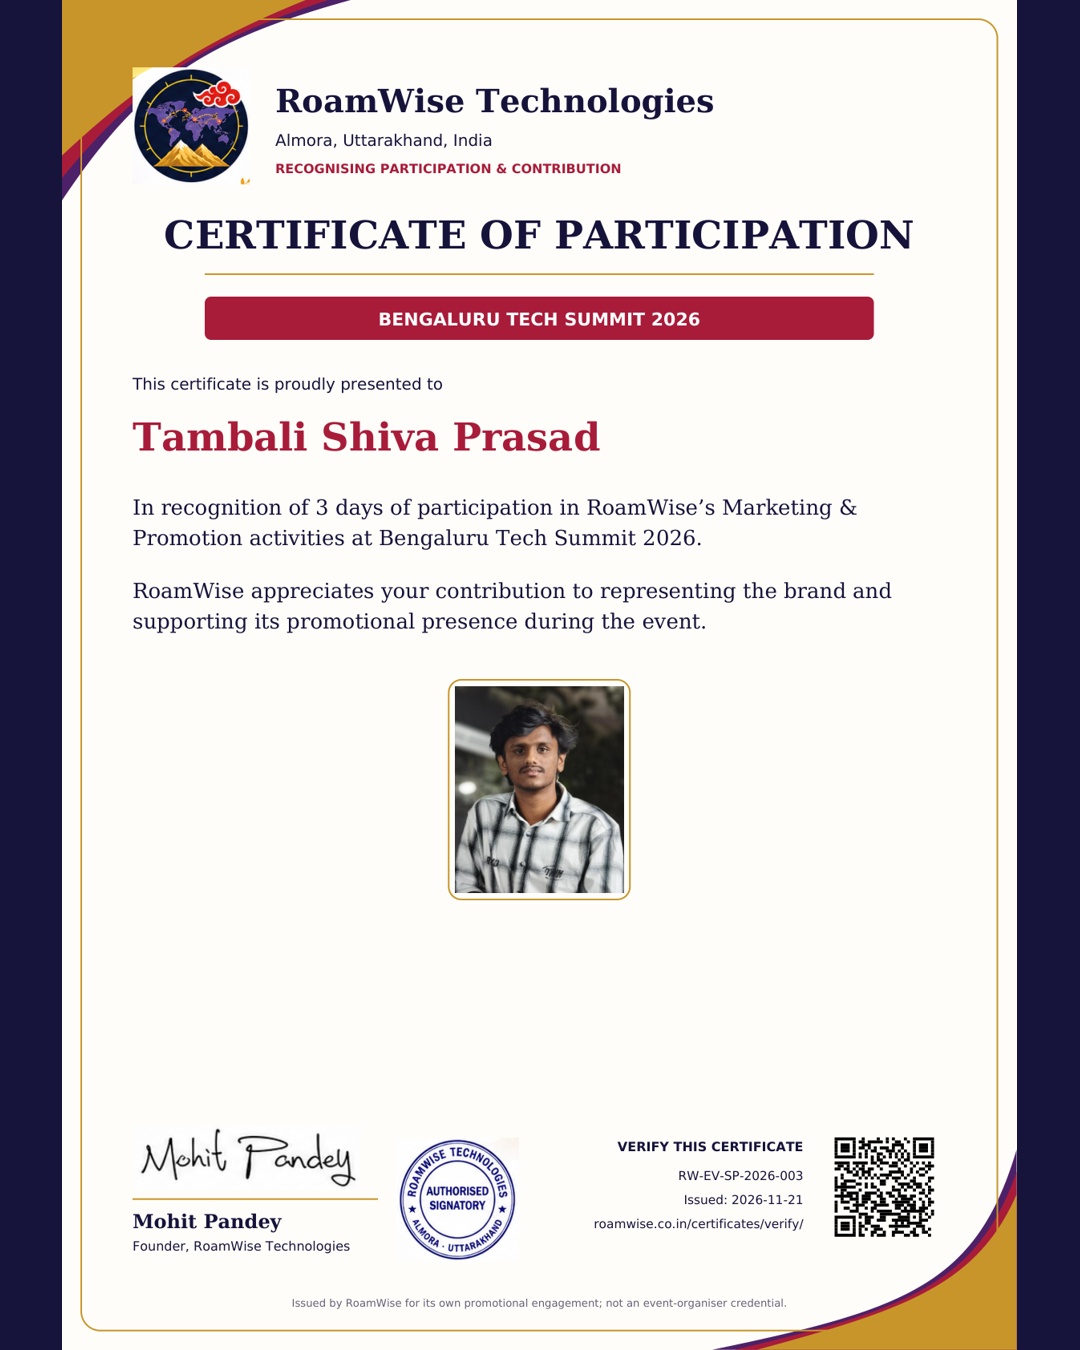 RoamWise Technologies
Almora, Uttarakhand, India
RECOGNISING PARTICIPATION & CONTRIBUTION
CERTIFICATE OF PARTICIPATION
BENGALURU TECH SUMMIT 2026
This certificate is proudly presented to
Tambali Shiva Prasad
In recognition of 3 days of participation in RoamWise’s Marketing &
Promotion activities at Bengaluru Tech Summit 2026.
RoamWise appreciates your contribution to representing the brand and
supporting its promotional presence during the event.
Mohit Pandey
Mohit Pandey
Founder, RoamWise Technologies
ROAMWISE TECHNOLOGIES
AUTHORISED
SIGNATORY
ALMORA · UTTARAKHAND
VERIFY THIS CERTIFICATE
RW-EV-SP-2026-003
Issued: 2026-11-21
roamwise.co.in/certificates/verify/
Issued by RoamWise for its own promotional engagement; not an event-organiser credential.